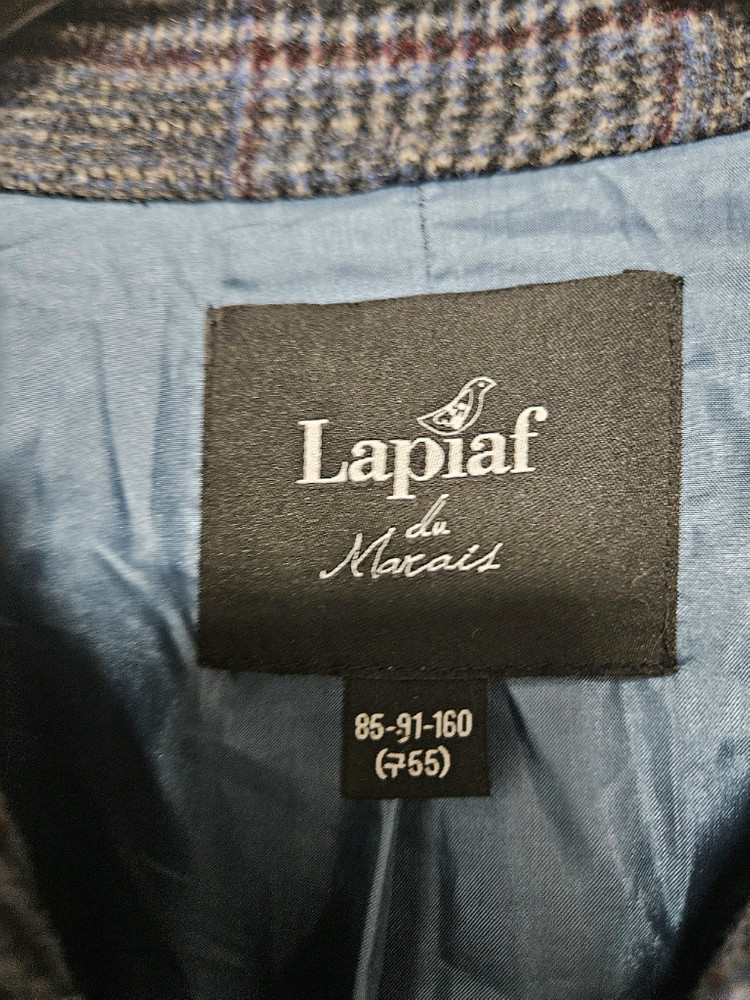 Lapiaf
du
Marais
85-91-160
(755)